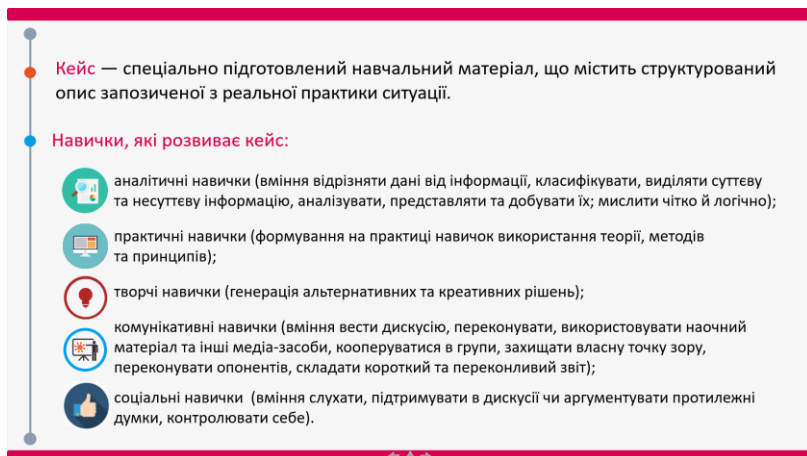 Кейс — спеціально підготовлений навчальний матеріал, що містить структурований
опис запозиченої з реальної практики ситуації.
Навички, які розвиває кейс:
аналітичні навички (вміння відрізняти дані від інформації, класифікувати, виділяти суттєву
та несуттєву інформацію, аналізувати, представляти та добувати їх; мислити чітко й логічно);
практичні навички (формування на практиці навичок використання теорії, методів
та принципів);
творчі навички (генерація альтернативних та креативних рішень);
комунікативні навички (вміння вести дискусію, переконувати, використовувати наочний
матеріал та інші медіа-засоби, кооперуватися в групи, захищати власну точку зору,
переконувати опонентів, складати короткий та переконливий звіт);
соціальні навички (вміння слухати, підтримувати в дискусії чи аргументувати протилежні
думки, контролювати себе).